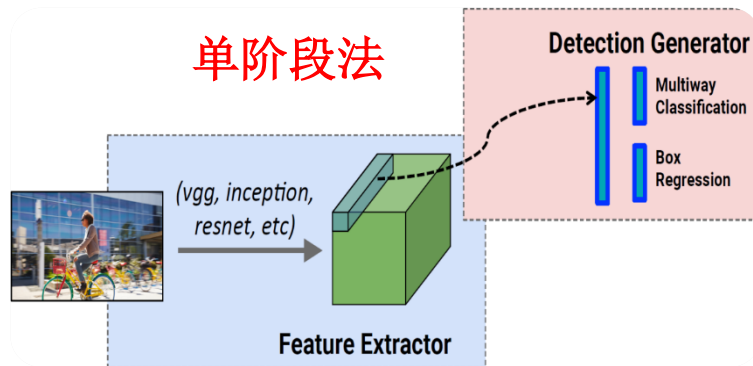 单阶段法
Detection Generator
Multiway
Classification
Box
Regression
(vgg, inception,
resnet, etc)
Feature Extractor